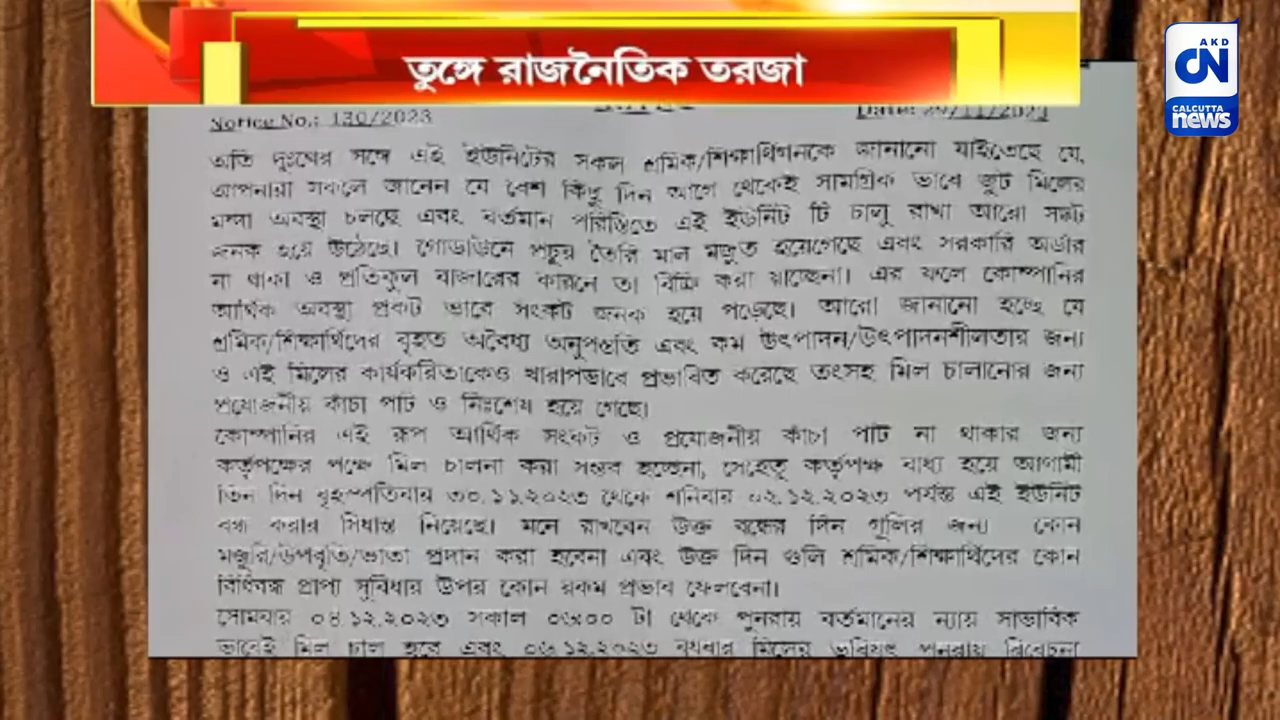 তুঙ্গে রাজনৈতিক তরজা
AKD
CN
CALCUTTA
news
Notice No.: 130/2023
Date: 29/11/2023
অতি দুঃখের সঙ্গে এই ইউনিটের সকল শ্রমিক/শিক্ষার্থিগনকে জানানো যাইতেছে যে,
আপনারা সকলে জানেন যে বেশ কিছু দিন আগে থেকেই সামগ্রিক ভাবে জুট মিলের
মন্দা অবস্থা চলছে এবং বর্তমান পরিস্তিতে এই ইউনিট টি চালু রাখা আরো সঙ্কট
জনক হয়ে উঠেছে। গোডাউনে প্রচুর তৈরি মাল মজুত হয়েগেছে এবং সরকারি অর্ডার
না থাকা ও প্রতিকুল বাজারের কারনে তা বিক্রি করা যাচ্ছেনা। এর ফলে কোম্পানির
আর্থিক অবস্থা প্রকট ভাবে সংকট জনক হয়ে পড়েছে। আরো জানানো হচ্ছে যে
শ্রমিক/শিক্ষার্থিদের বৃহত অবৈধ্য অনুপস্তুতি এবং কম উৎপাদন/উৎপাদনশীলতার জন্য
ও এই মিলের কার্যকরিতাকেও খারাপভাবে প্রভাবিত করেছে তৎসহ মিল চালানোর জন্য
প্রযোজনীয় কাঁচা পাট ও নিঃশেষ হয়ে গেছে।
কোম্পানির এই রূপ আর্থিক সংকট ও প্রযোজনীয় কাঁচা পাট না থাকার জন্য
কর্তৃপক্ষের পক্ষে মিল চালনা করা সম্ভব হচ্ছেনা, সেহেতু কর্তৃপক্ষ বাধ্য হয়ে আগামী
তিন দিন বৃহস্পতিবার ৩০.১১.২০২৩ থেকে শনিবার ০২.১২.২০২৩ পর্যন্ত এই ইউনিট
বন্ধ করার সিধান্ত নিয়েছে। মনে রাখবেন উক্ত বন্ধের দিন গুলির জন্য কোন
মজুরি/উপবৃতি/ভাতা প্রদান করা হবেনা এবং উক্ত দিন গুলি শ্রমিক/শিক্ষার্থিদের কোন
বিধিবন্ধ প্রাপ্য সুবিধার উপর কোন রকম প্রভাব ফেলবেনা।
সোমবার ০৪.১২.২০২৩ সকাল ০৬:০০ টা থেকে পুনরায় বর্তমানের ন্যায় সাভাবিক
ভাবেই মিল চালু হবে এবং ০৬.১২.২০২৩ বুধবার মিলের ভবিষৎ পুনরায় বিবেচনা